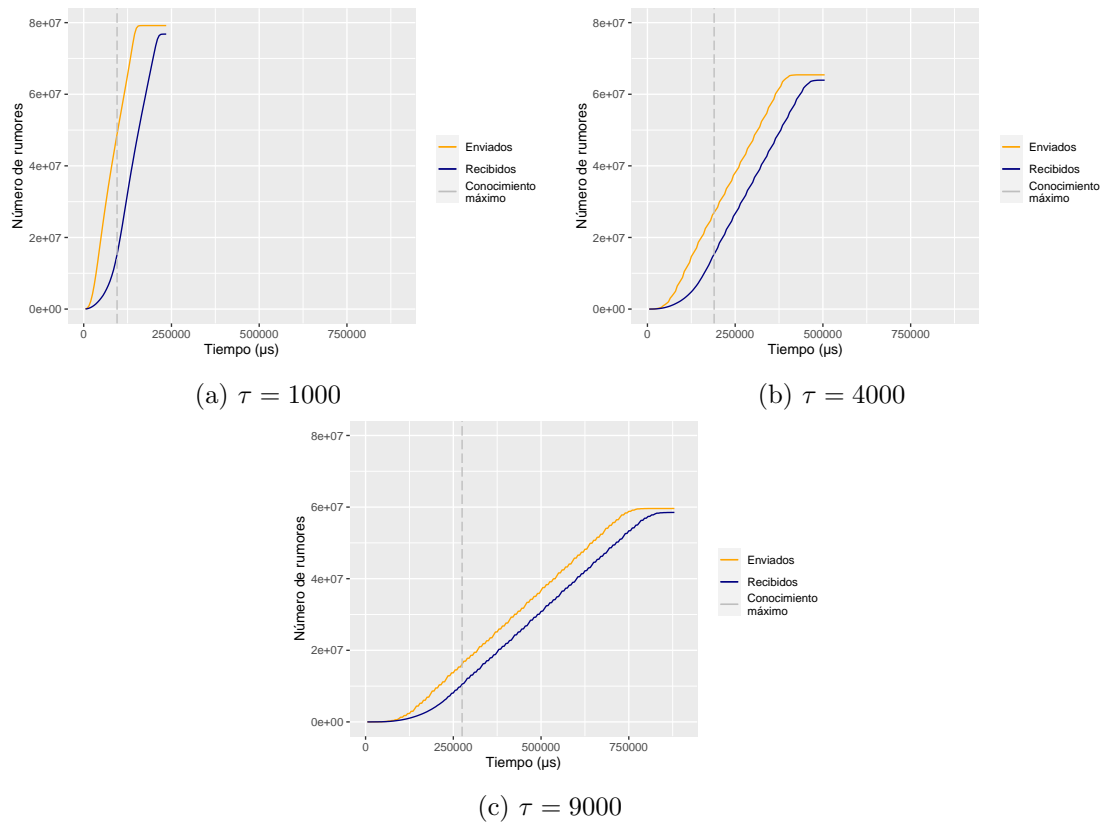 8e+07
6e+07
4e+07
2e+07
0e+00
Número de rumores
0
250000
500000
750000
Tiempo (µs)
Enviados
Recibidos
Conocimiento
máximo
(a) τ = 1000
8e+07
6e+07
4e+07
2e+07
0e+00
Número de rumores
0
250000
500000
750000
Tiempo (µs)
Enviados
Recibidos
Conocimiento
máximo
(b) τ = 4000
8e+07
6e+07
4e+07
2e+07
0e+00
Número de rumores
0
250000
500000
750000
Tiempo (µs)
Enviados
Recibidos
Conocimiento
máximo
(c) τ = 9000